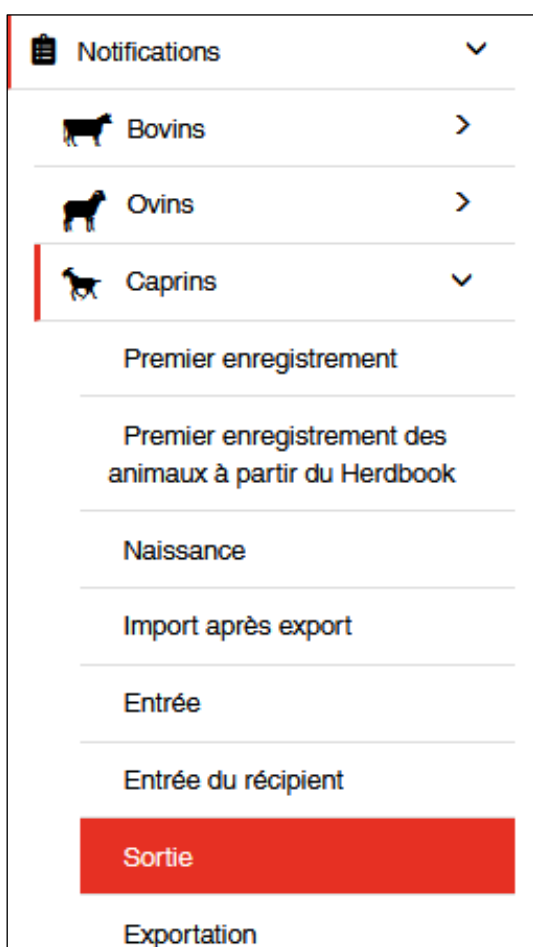 Notifications
Bovins
Ovins
Caprins
Premier enregistrement
Premier enregistrement des
animaux à partir du Herdbook
Naissance
Import après export
Entrée
Entrée du récipient
Sortie
Exportation